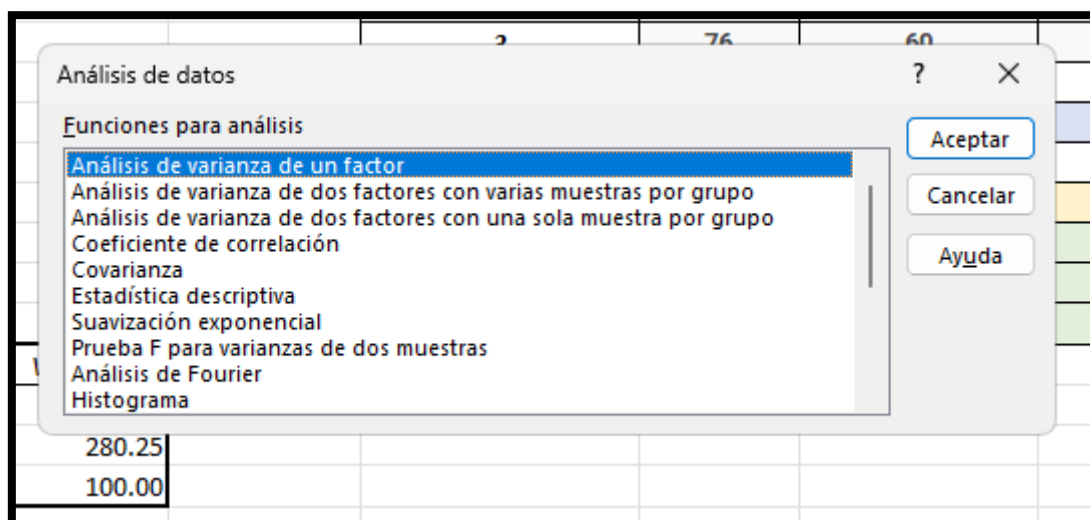 76 60
Análisis de datos ?
Funciones para análisis
Aceptar
Análisis de varianza de un factor
Análisis de varianza de dos factores con varias muestras por grupo
Cancelar
Análisis de varianza de dos factores con una sola muestra por grupo
Coeficiente de correlación
Ayuda
Covarianza
Estadística descriptiva
Suavización exponencial
Prueba F para varianzas de dos muestras
Análisis de Fourier
Histograma
280.25
100.00